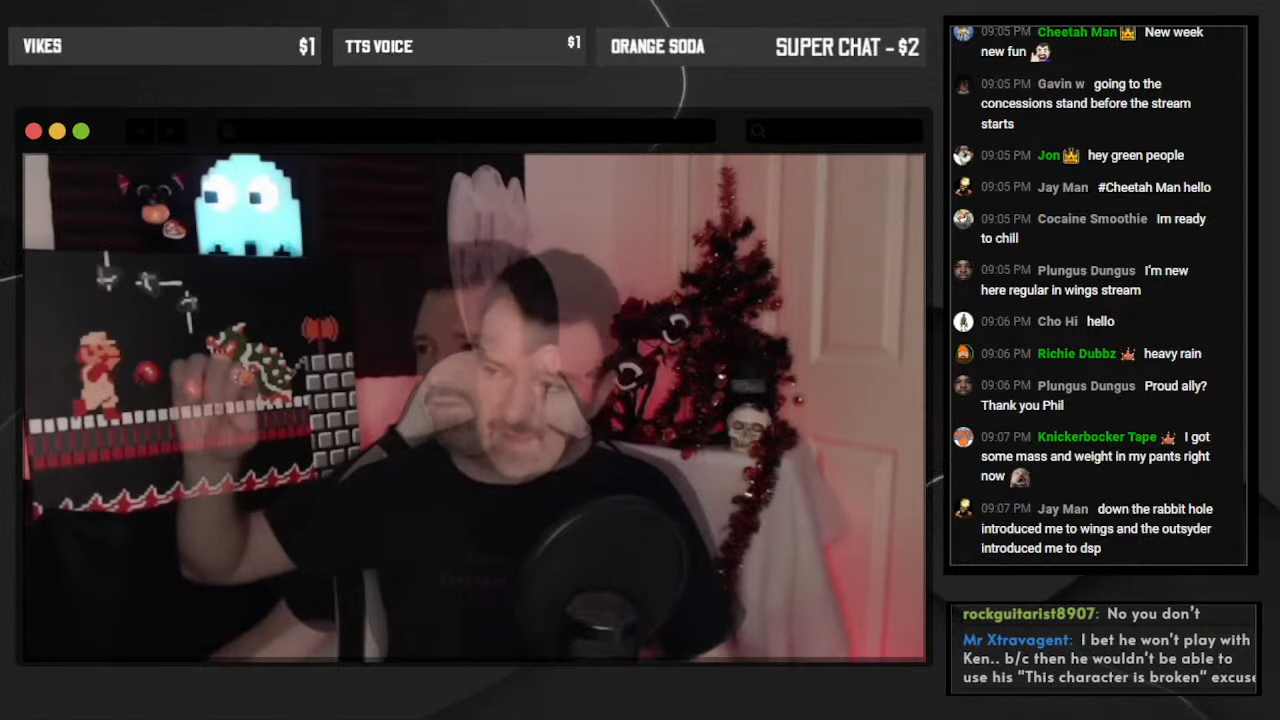 VIKES $1 TTS VOICE $1 ORANGE SODA SUPER CHAT - $2
09:05 PM Cheetah Man New week
new fun
09:05 PM Gavin w going to the
concessions stand before the stream
starts
09:05 PM Jon hey green people
09:05 PM Jay Man #Cheetah Man hello
09:05 PM Cocaine Smoothie Im ready
to chill
09:05 PM Plungus Dungus I'm new
here regular in wings stream
09:06 PM Cho Hi hello
09:06 PM Richie Dubbz heavy rain
09:06 PM Plungus Dungus Proud ally?
Thank you Phil
09:07 PM Knickerbocker Tape I got
some mass and weight in my pants right
now
09:07 PM Jay Man down the rabbit hole
introduced me to wings and the outsyder
introduced me to dsp
rockguitarist8907: No you don't
Mr Xtravagent: I bet he won't play with
Ken.. b/c then he wouldn't be able to
use his "This character is broken" excuse